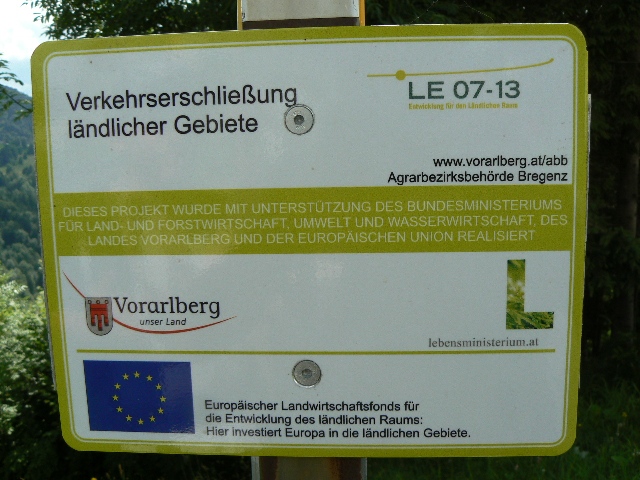 Verkehrserschließung
ländlicher Gebiete
LE 07-13
Entwicklung für den Ländlichen Raum
www.vorarlberg.at/abb
Agrarbezirksbehörde Bregenz
DIESES PROJEKT WURDE MIT UNTERSTÜTZUNG DES BUNDESMINISTERIUMS
FÜR LAND- UND FORSTWIRTSCHAFT, UMWELT UND WASSERWIRTSCHAFT, DES
LANDES VORARLBERG UND DER EUROPÄISCHEN UNION REALISIERT
Vorarlberg
unser Land
L
lebensministerium.at
Europäischer Landwirtschaftsfonds für
die Entwicklung des ländlichen Raums:
Hier investiert Europa in die ländlichen Gebiete.